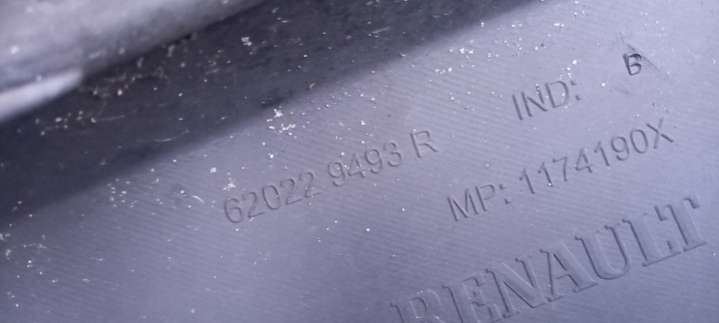 IND: B
62022 9493 R
MP: 1174190X
RENAULT